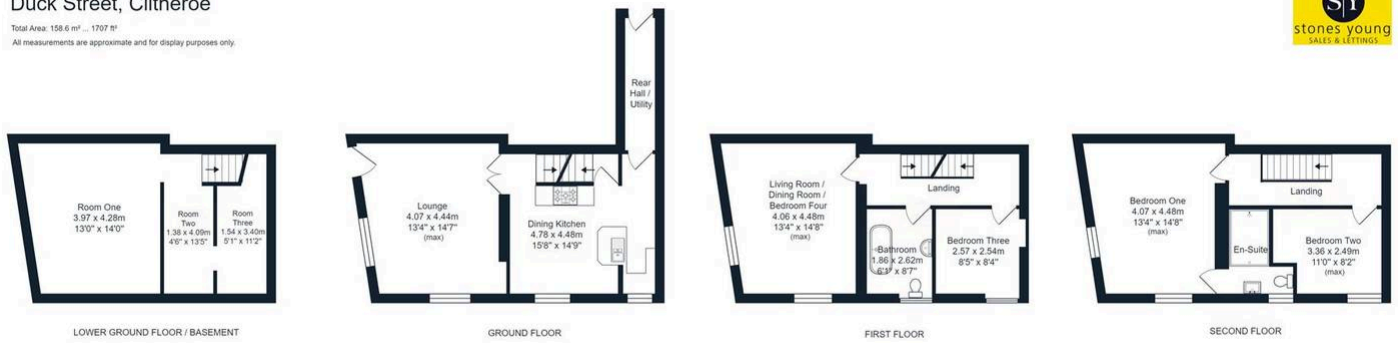 Duck Street, Clitheroe
Total Area: 158.6 m² ... 1707 ft²
All measurements are approximate and for display purposes only.
S|Y
stones young
SALES & LETTINGS
Room One
3.97 x 4.28m
13'0" x 14'0"
Room
Two
1.38 x 4.09m
4'6" x 13'5"
Room
Three
1.54 x 3.40m
5'1" x 11'2"
LOWER GROUND FLOOR / BASEMENT
Rear
Hall /
Utility
Lounge
4.07 x 4.44m
13'4" x 14'7"
(max)
Dining Kitchen
4.78 x 4.48m
15'8" x 14'9"
GROUND FLOOR
Living Room /
Dining Room /
Bedroom Four
4.06 x 4.48m
13'4" x 14'8"
(max)
Landing
Bathroom
1.86 x 2.62m
6'1" x 8'7"
Bedroom Three
2.57 x 2.54m
8'5" x 8'4"
FIRST FLOOR
Bedroom One
4.07 x 4.48m
13'4" x 14'8"
(max)
Landing
En-Suite
Bedroom Two
3.36 x 2.49m
11'0" x 8'2"
(max)
SECOND FLOOR